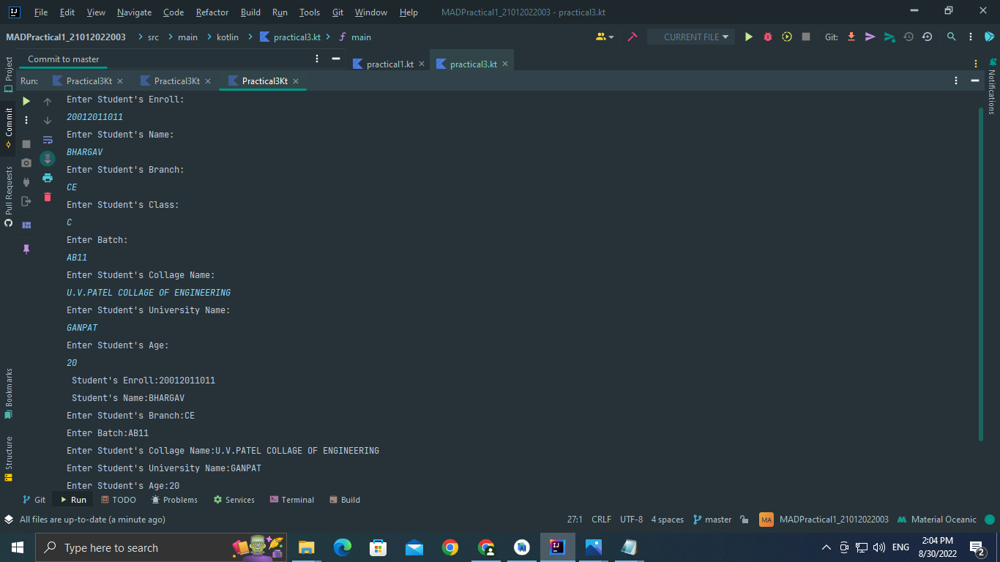 File Edit View Navigate Code Refactor Build Run Tools Git Window Help MADPractical1_21012022003 - practical3.kt
MADPractical1_21012022003 src main kotlin practical3.kt main CURRENT FILE Git:
Project
Commit to master
practical1.kt practical3.kt
Notifications
Run: Practical3Kt Practical3Kt Practical3Kt
Commit
Pull Requests
Enter Student's Enroll:
20012011011
Enter Student's Name:
BHARGAV
Enter Student's Branch:
CE
Enter Student's Class:
C
Enter Batch:
AB11
Enter Student's Collage Name:
U.V.PATEL COLLAGE OF ENGINEERING
Enter Student's University Name:
GANPAT
Enter Student's Age:
20
Student's Enroll:20012011011
Student's Name:BHARGAV
Enter Student's Branch:CE
Enter Batch:AB11
Enter Student's Collage Name:U.V.PATEL COLLAGE OF ENGINEERING
Enter Student's University Name:GANPAT
Enter Student's Age:20
Bookmarks
Structure
Git Run TODO Problems Services Terminal Build
All files are up-to-date (a minute ago) 27:1 CRLF UTF-8 4 spaces master MA MADPractical1_21012022003 Material Oceanic
Type here to search ENG 2:04 PM
8/30/2022 2